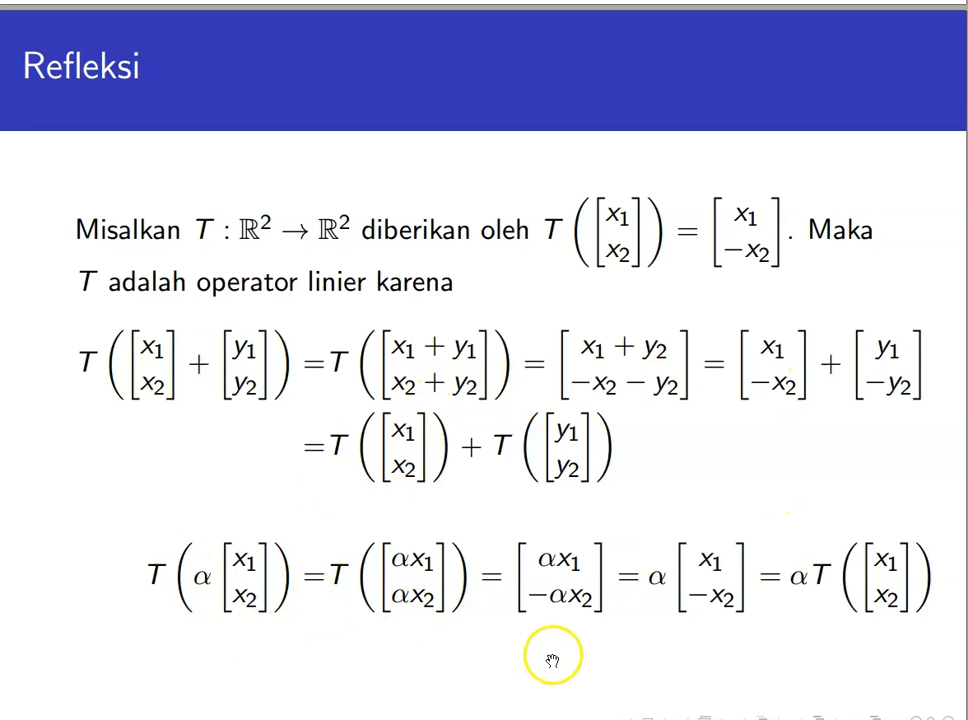 Refleksi
Misalkan T : ℝ² → ℝ² diberikan oleh T([x₁; x₂]) = [x₁; −x₂]. Maka
T adalah operator linier karena
T([x₁; x₂] + [y₁; y₂]) =T([x₁ + y₁; x₂ + y₂]) = [x₁ + y₂; −x₂ − y₂] = [x₁; −x₂] + [y₁; −y₂]
=T([x₁; x₂]) + T([y₁; y₂])
T(α[x₁; x₂]) =T([αx₁; αx₂]) = [αx₁; −αx₂] = α[x₁; −x₂] = αT([x₁; x₂])